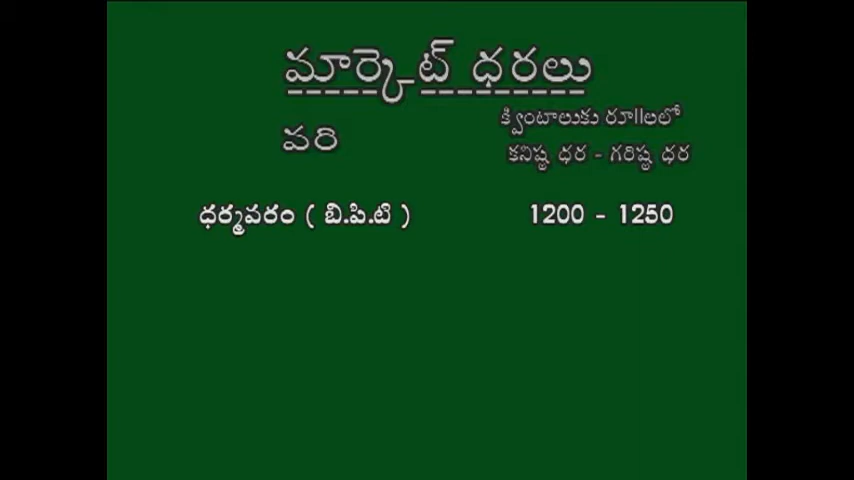 మార్కెట్ ధరలు
క్వింటాలుకు రూ॥లలో
వరి
కనిష్ట ధర - గరిష్ట ధర
ధర్మవరం ( బి.పి.టి ) 1200 - 1250